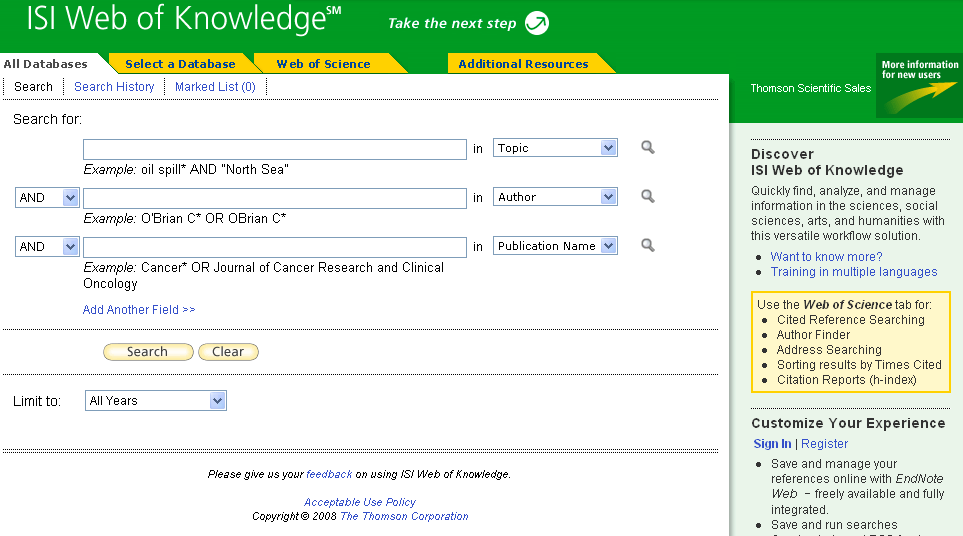 ISI Web of Knowledge℠
Take the next step
All Databases
Select a Database
Web of Science
Additional Resources
More information
for new users
Search
Search History
Marked List (0)
Thomson Scientific Sales
Search for:
in Topic
Example: oil spill* AND "North Sea"
AND in Author
Example: O'Brian C* OR OBrian C*
AND in Publication Name
Example: Cancer* OR Journal of Cancer Research and Clinical
Oncology
Add Another Field >>
Search Clear
Limit to: All Years
Please give us your feedback on using ISI Web of Knowledge.
Acceptable Use Policy
Copyright © 2008 The Thomson Corporation
Discover
ISI Web of Knowledge
Quickly find, analyze, and manage
information in the sciences, social
sciences, arts, and humanities with
this versatile workflow solution.
• Want to know more?
• Training in multiple languages
Use the Web of Science tab for:
• Cited Reference Searching
• Author Finder
• Address Searching
• Sorting results by Times Cited
• Citation Reports (h-index)
Customize Your Experience
Sign In | Register
• Save and manage your
references online with EndNote
Web – freely available and fully
integrated.
• Save and run searches